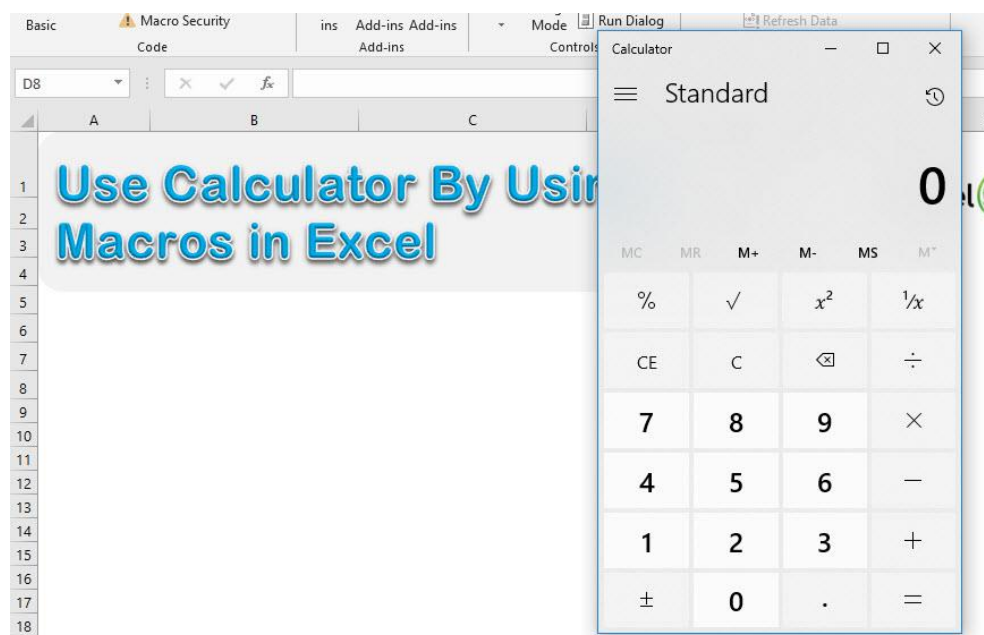 Basic
Macro Security
ins Add-ins Add-ins
Mode
Run Dialog
Refresh Data
Code
Add-ins
Controls
D8
fx
A B C
1
2
3
4
5
6
7
8
9
10
11
12
13
14
15
16
17
18
Use Calculator By Usin
Macros in Excel
el
Calculator
Standard
0
MC MR M+ M- MS M˅
% √ x² ¹/x
CE C ÷
7 8 9 ×
4 5 6 −
1 2 3 +
± 0 . =